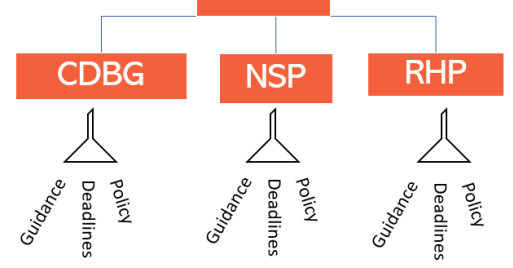 CDBG
NSP
RHP
Guidance
Deadlines
Policy
Guidance
Deadlines
Policy
Guidance
Deadlines
Policy